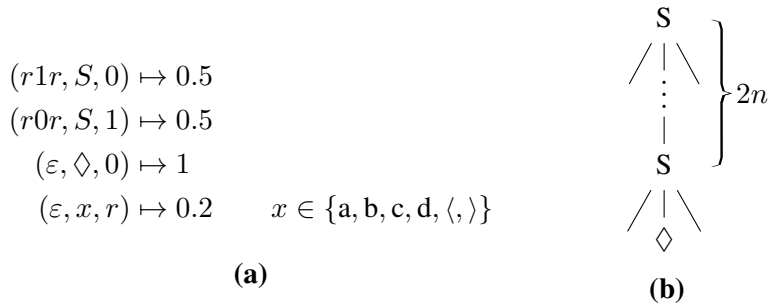 (r1r, S, 0) ↦ 0.5
(r0r, S, 1) ↦ 0.5
(ε, ◊, 0) ↦ 1
(ε, x, r) ↦ 0.2 x ∈ {a, b, c, d, ⟨, ⟩}
(a)
S
⋮
S
◊
2n
(b)